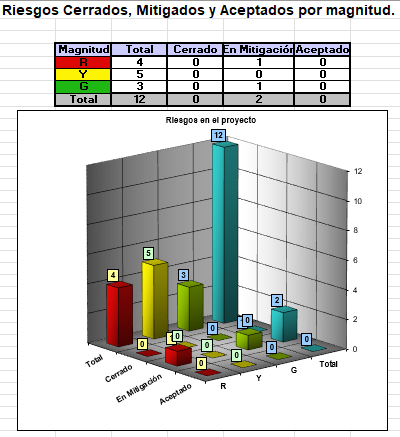 Riesgos Cerrados, Mitigados y Aceptados por magnitud.
Magnitud Total Cerrado En Mitigación Aceptado
R 4 0 1 0
Y 5 0 0 0
G 3 0 1 0
Total 12 0 2 0
Riesgos en el proyecto
12
12
10
8
6
4
2
0
5
4
3
2
0
0
0
0
0
0
0
0
0
Total
Cerrado
En Mitigación
Aceptado
R
Y
G
Total